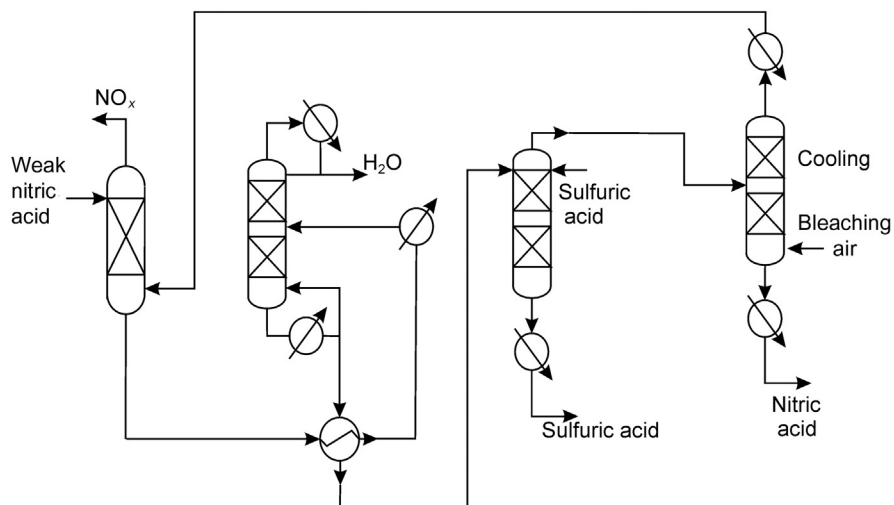 NOx
Weak
nitric
acid
H₂O
Sulfuric
acid
Cooling
Bleaching
air
Sulfuric acid
Nitric
acid